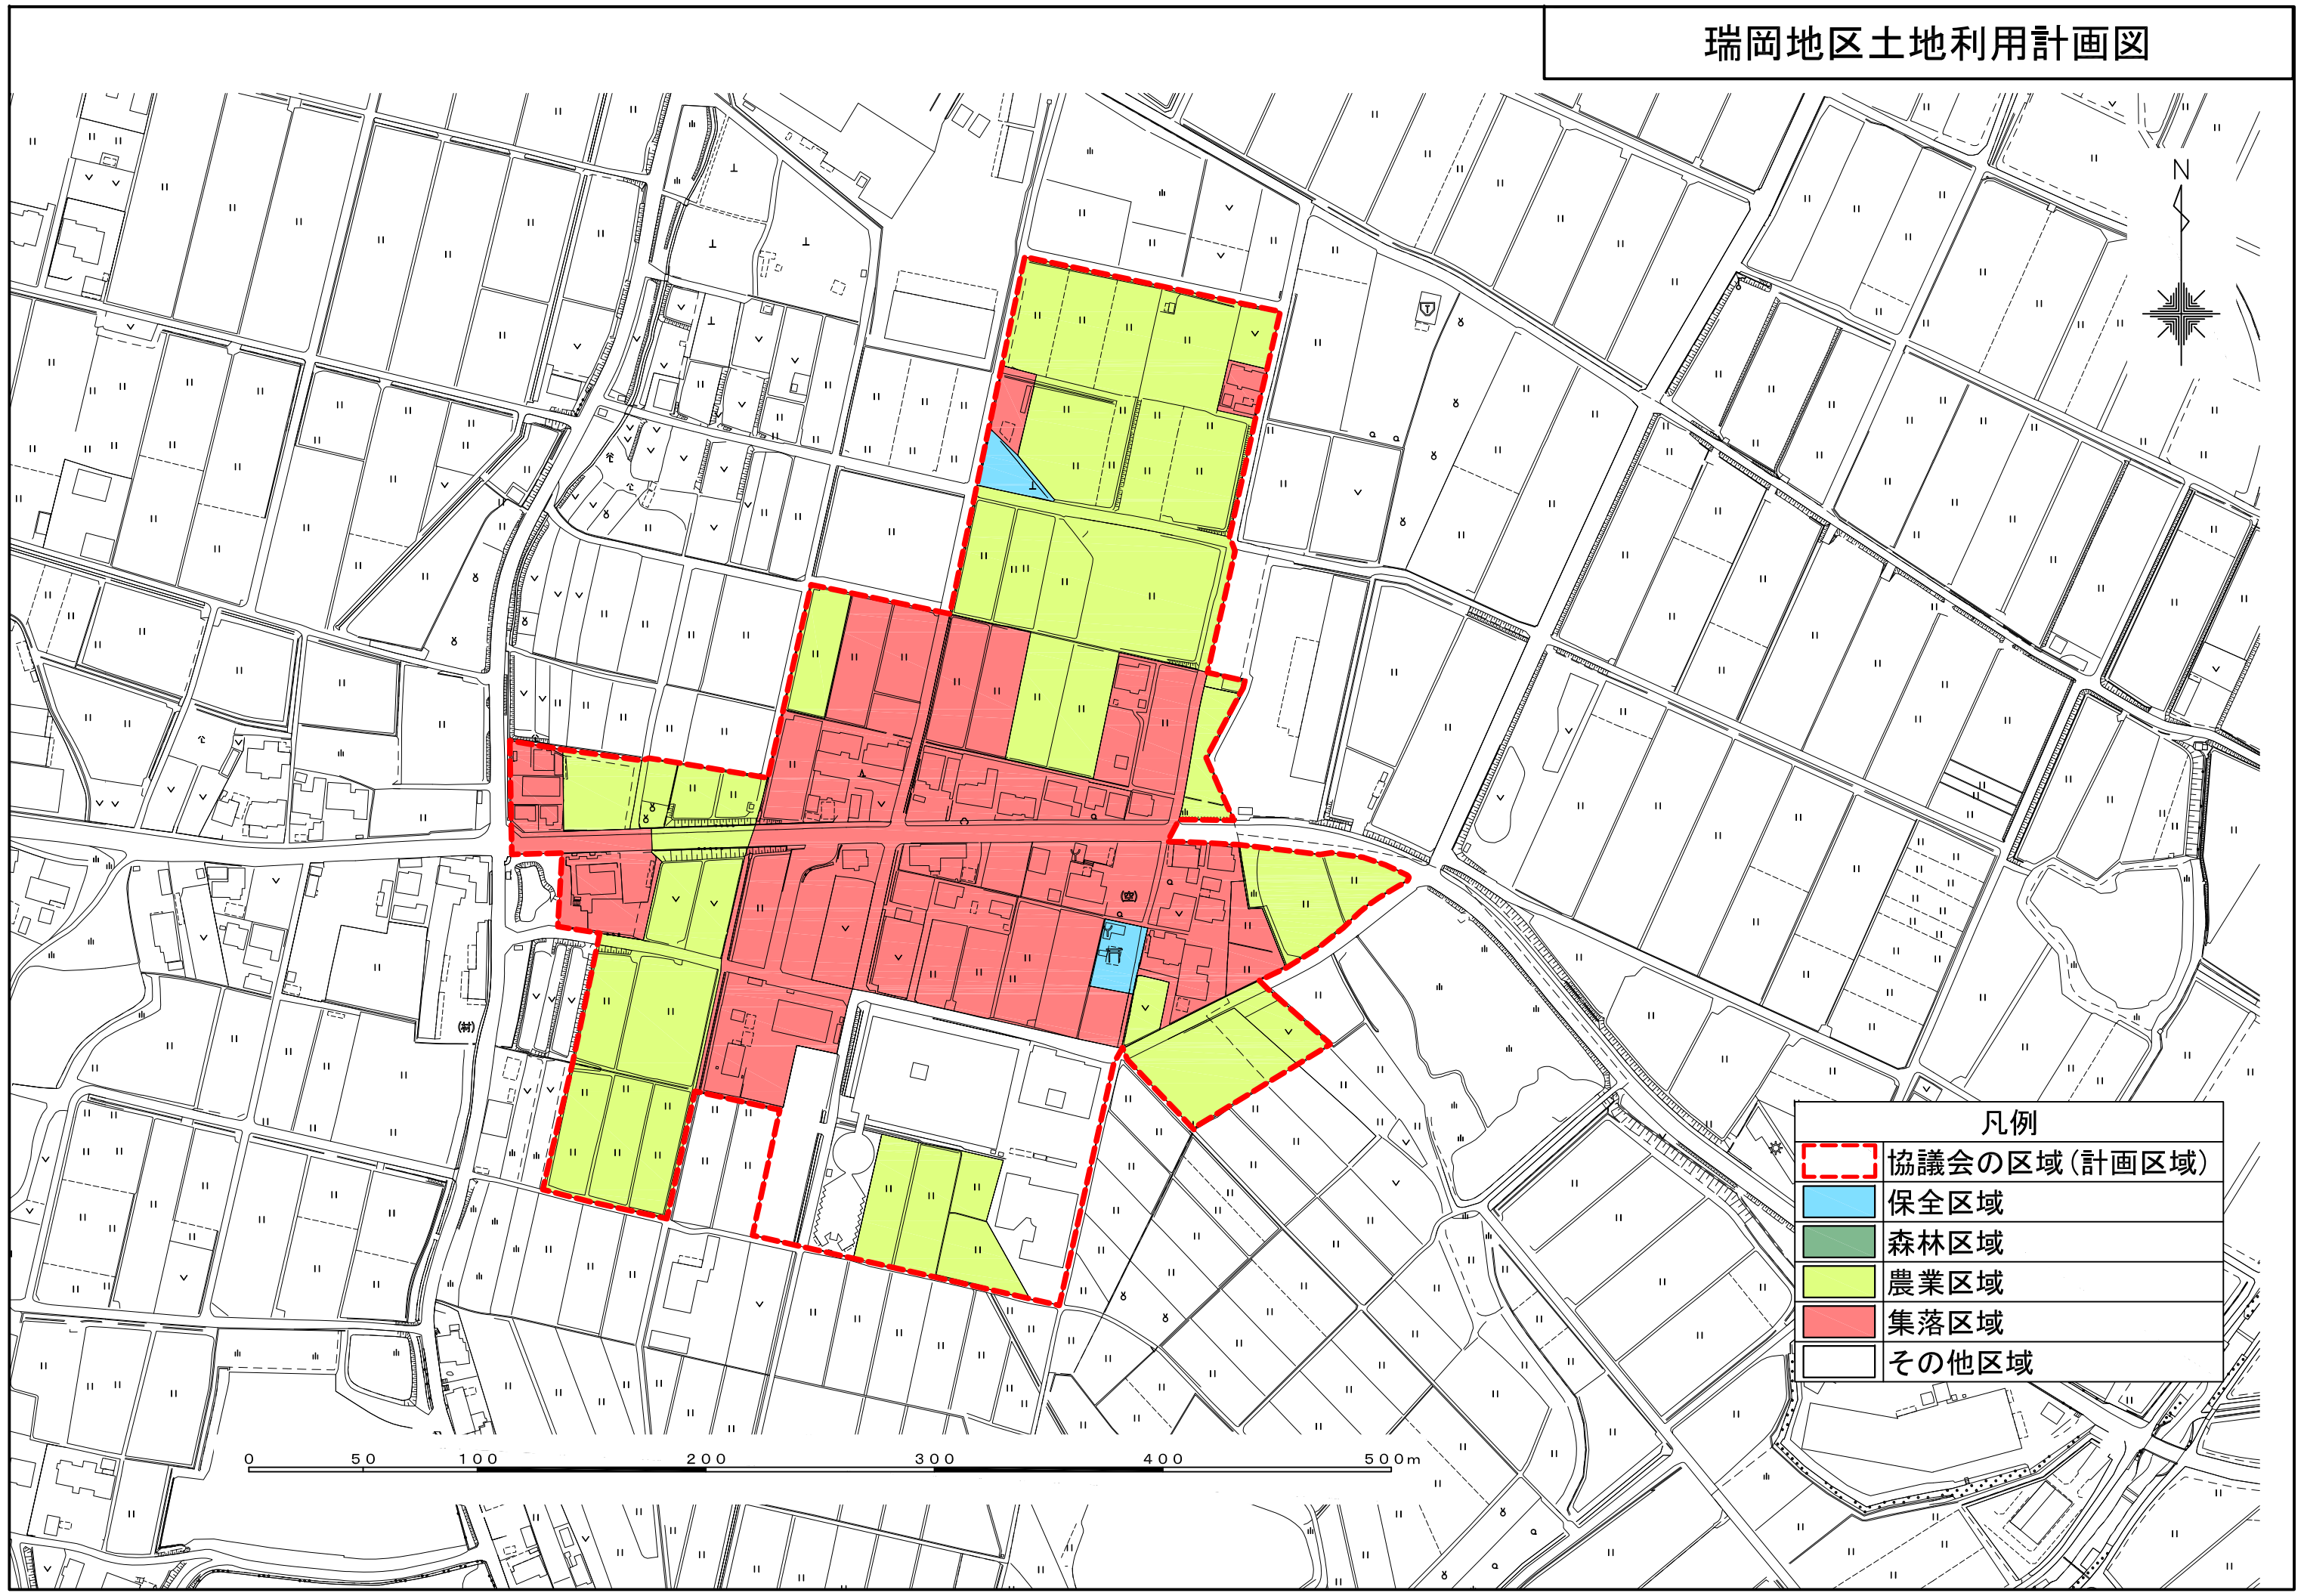 瑞岡地区土地利用計画図
N
(空)
(村)
凡例
協議会の区域(計画区域)
保全区域
森林区域
農業区域
集落区域
その他区域
0 50 100 200 300 400 500m